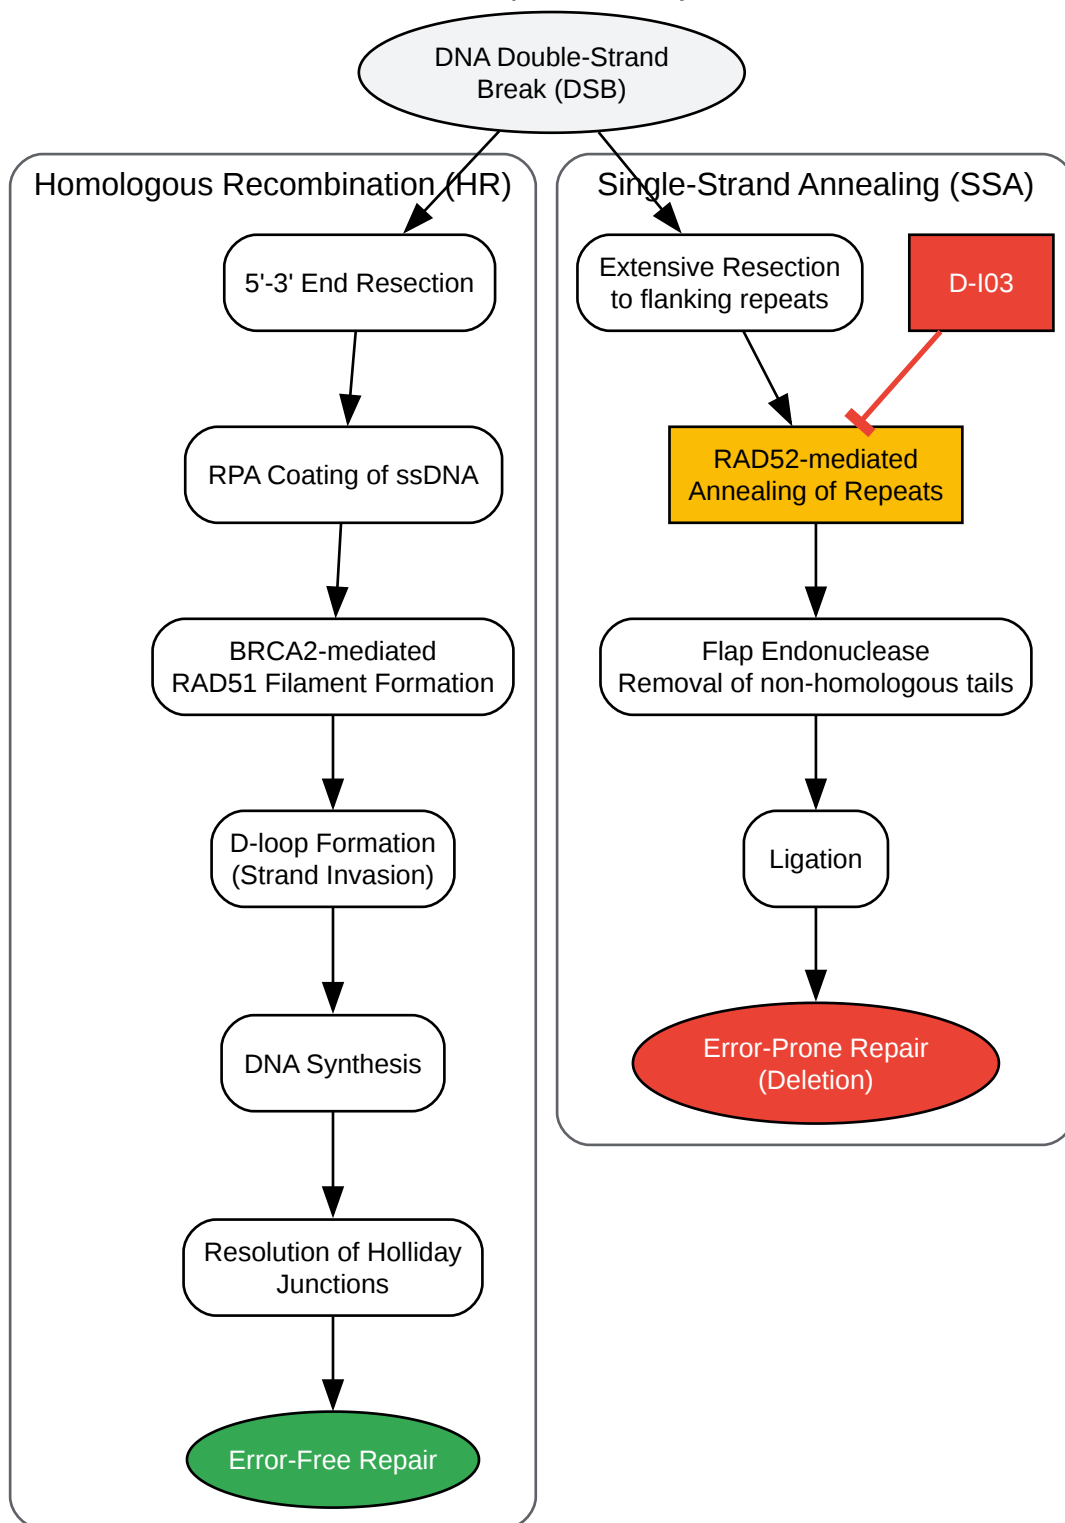 DNA Double-Strand
Break (DSB)
Homologous Recombination (HR)
5'-3' End Resection
RPA Coating of ssDNA
BRCA2-mediated
RAD51 Filament Formation
D-loop Formation
(Strand Invasion)
DNA Synthesis
Resolution of Holliday
Junctions
Error-Free Repair
Single-Strand Annealing (SSA)
Extensive Resection
to flanking repeats
D-I03
RAD52-mediated
Annealing of Repeats
Flap Endonuclease
Removal of non-homologous tails
Ligation
Error-Prone Repair
(Deletion)